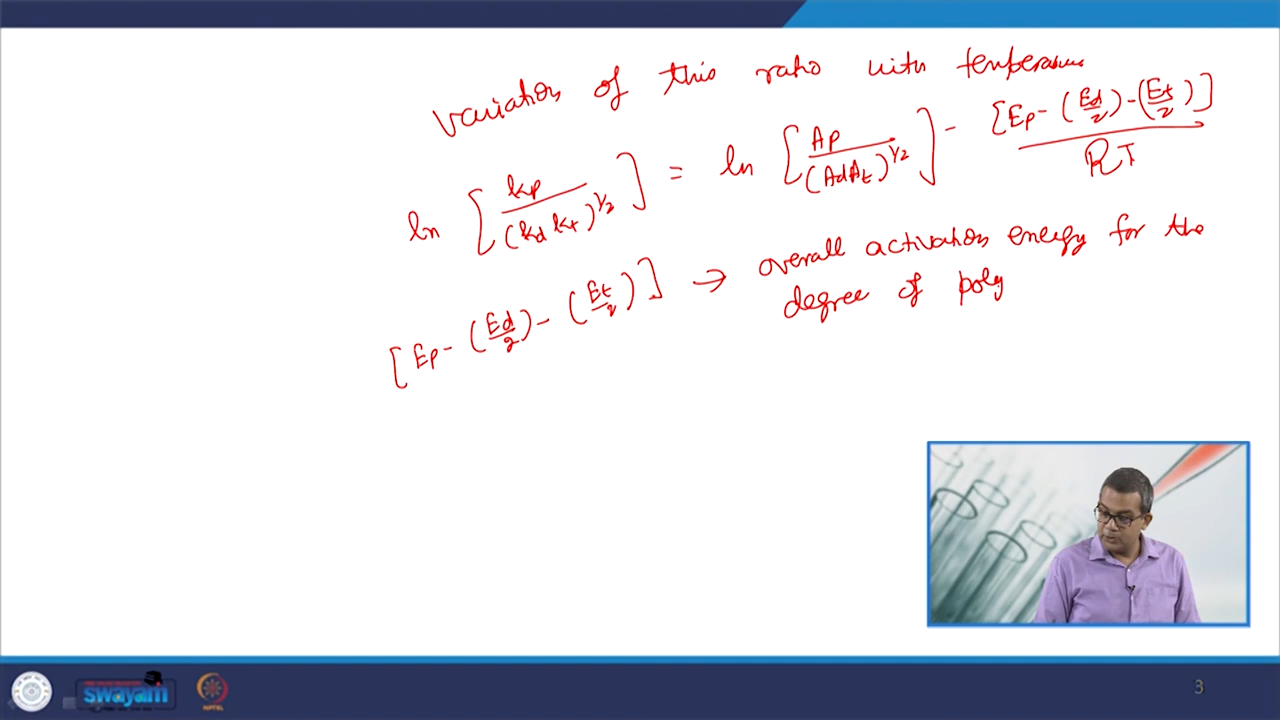 variation of this ratio with temperature
ln [ kp / (kd kt)^1/2 ] = ln [ Ap / (Ad At)^1/2 ] - [Ep - (Ed/2) - (Et/2)] / RT
[Ep - (Ed/2) - (Et/2)] → overall activation energy for the
degree of poly
swayam
NPTEL
3